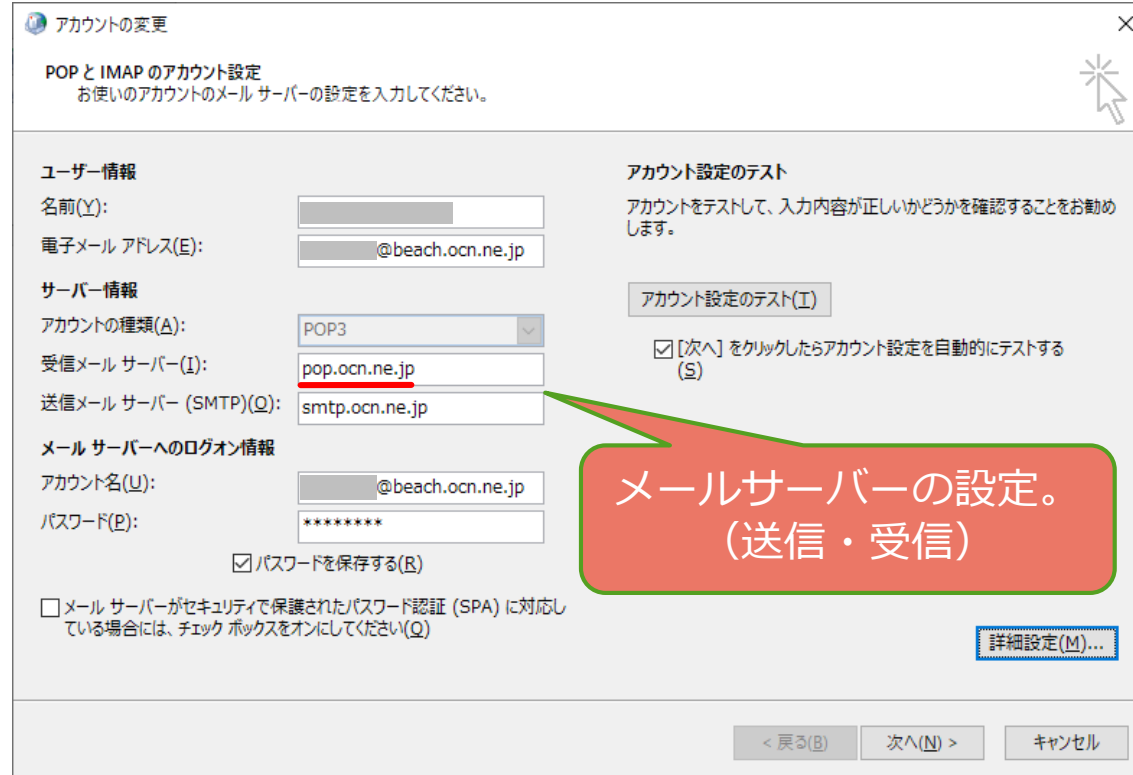 アカウントの変更
POP と IMAP のアカウント設定
お使いのアカウントのメール サーバーの設定を入力してください。
ユーザー情報
名前(Y):
電子メール アドレス(E):
@beach.ocn.ne.jp
サーバー情報
アカウントの種類(A):
POP3
受信メール サーバー(I):
pop.ocn.ne.jp
送信メール サーバー (SMTP)(O):
smtp.ocn.ne.jp
メール サーバーへのログオン情報
アカウント名(U):
@beach.ocn.ne.jp
パスワード(P):
********
パスワードを保存する(R)
メール サーバーがセキュリティで保護されたパスワード認証 (SPA) に対応し
ている場合には、チェック ボックスをオンにしてください(Q)
アカウント設定のテスト
アカウントをテストして、入力内容が正しいかどうかを確認することをお勧め
します。
アカウント設定のテスト(T)
[次へ] をクリックしたらアカウント設定を自動的にテストする
(S)
メールサーバーの設定。
（送信・受信）
詳細設定(M)...
< 戻る(B)
次へ(N) >
キャンセル